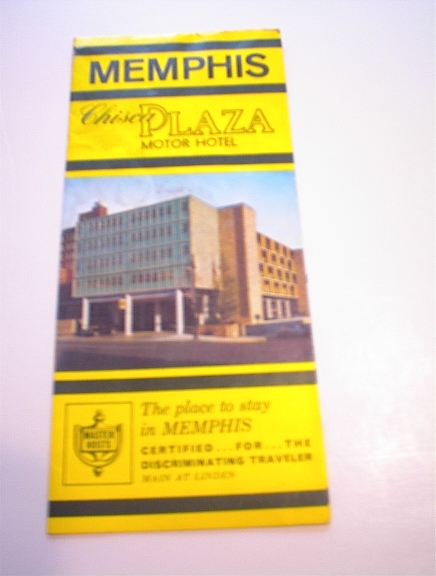 MEMPHIS
Chisca PLAZA
MOTOR HOTEL
MASTER
HOSTS
The place to stay
in MEMPHIS
CERTIFIED...FOR...THE
DISCRIMINATING TRAVELER
MAIN AT LINDEN